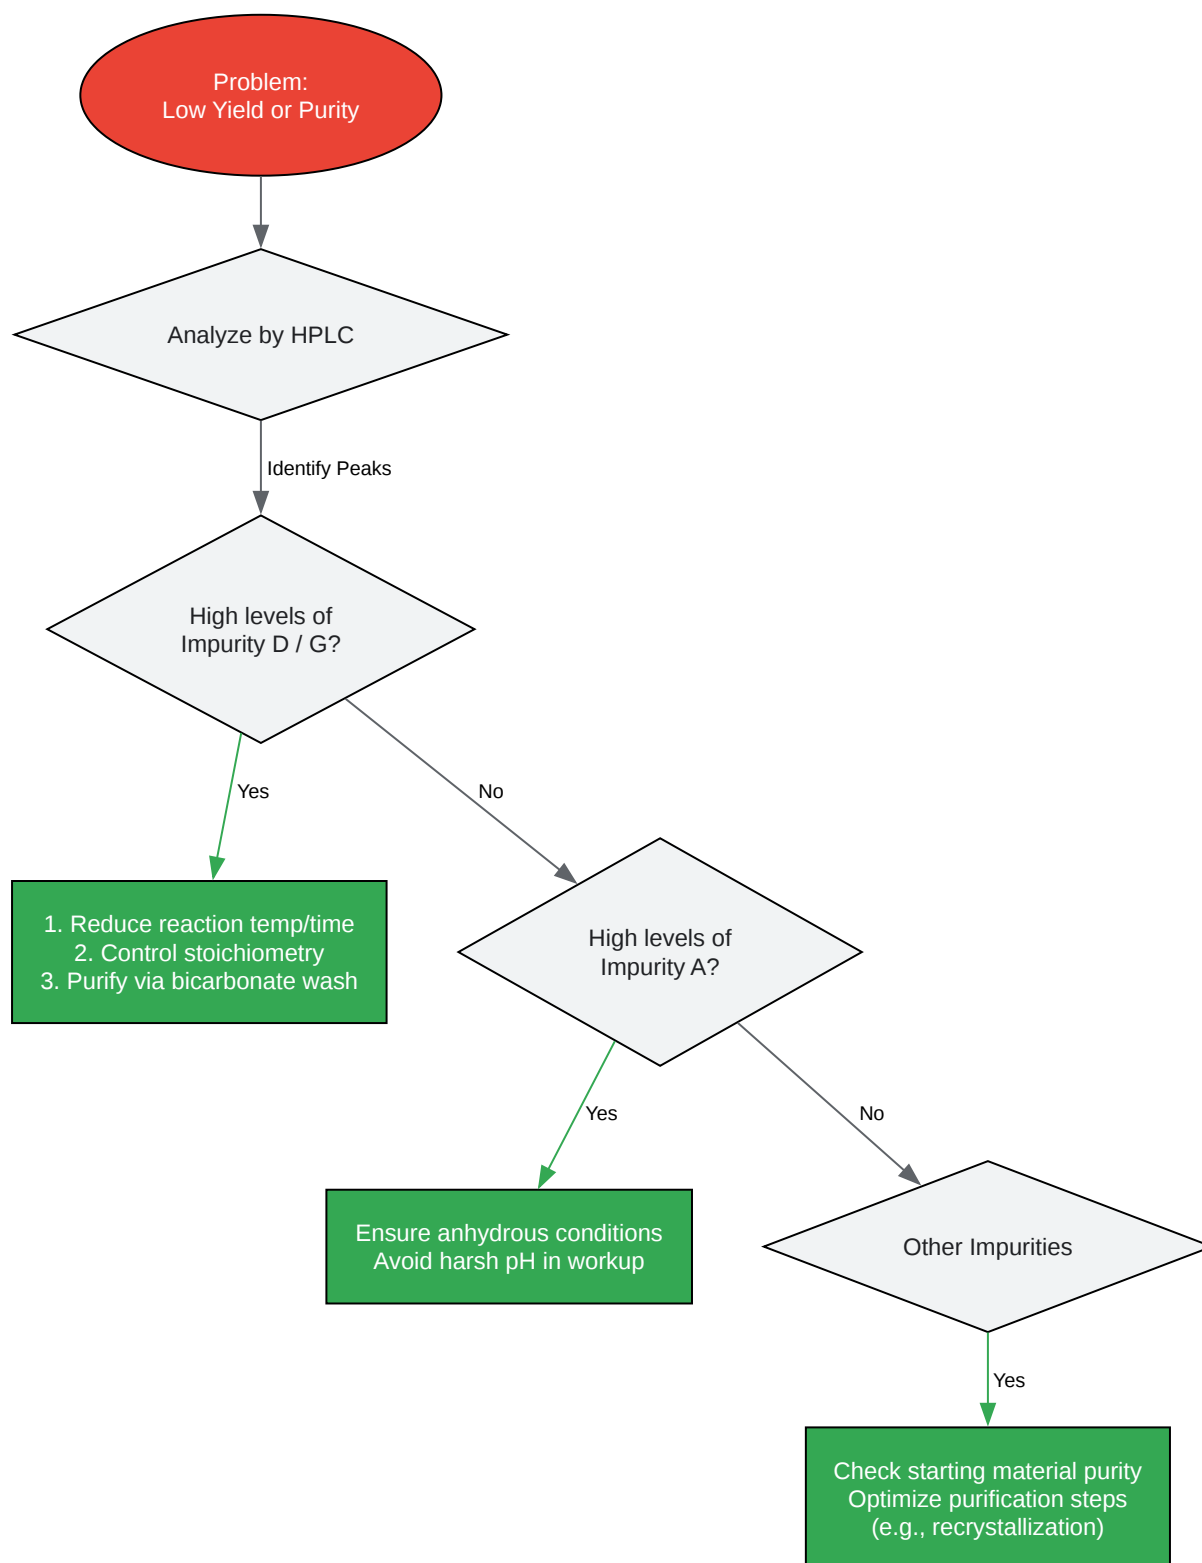 Problem:
Low Yield or Purity
Analyze by HPLC
Identify Peaks
High levels of
Impurity D / G?
Yes
No
1. Reduce reaction temp/time
2. Control stoichiometry
3. Purify via bicarbonate wash
High levels of
Impurity A?
Yes
No
Ensure anhydrous conditions
Avoid harsh pH in workup
Other Impurities
Yes
Check starting material purity
Optimize purification steps
(e.g., recrystallization)